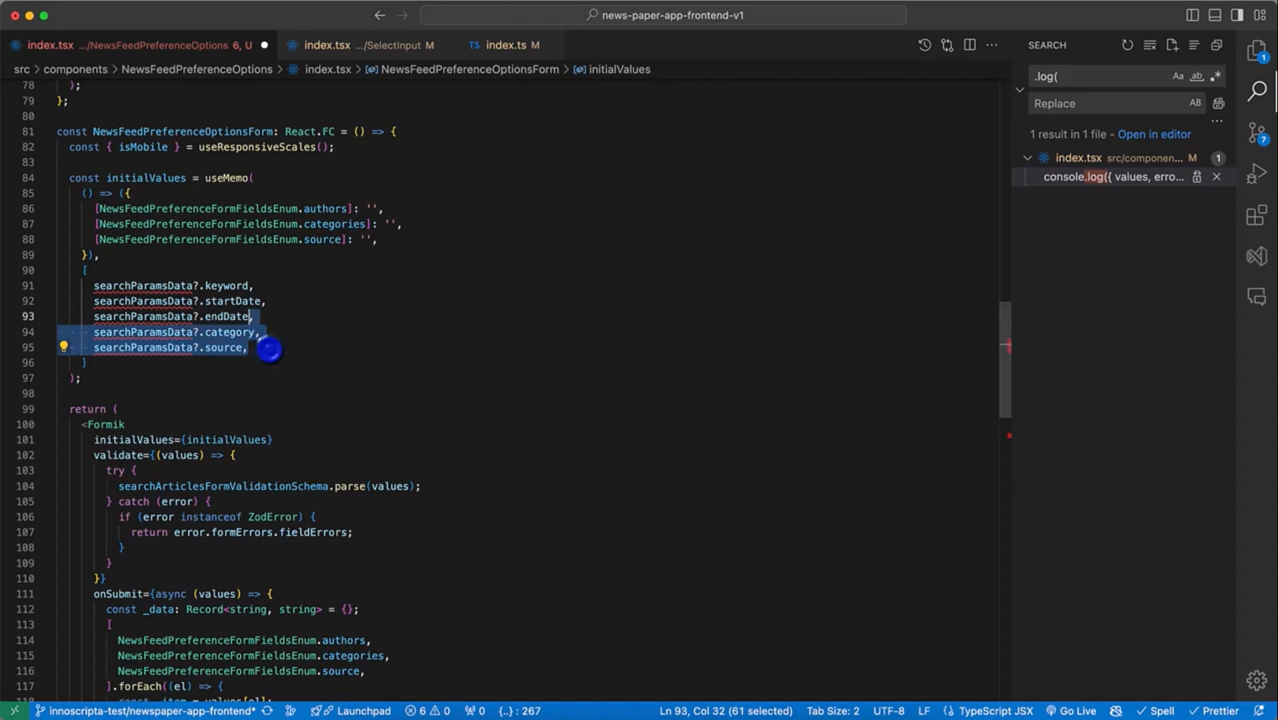 news-paper-app-frontend-v1
index.tsx .../NewsFeedPreferenceOptions 6, U
index.tsx .../SelectInput M
TS index.ts M
SEARCH
src > components > NewsFeedPreferenceOptions > index.tsx > NewsFeedPreferenceOptionsForm > initialValues
.log(
Aa ab .*
Replace
AB
1 result in 1 file - Open in editor
index.tsx src/componen... M 1
console.log({ values, erro...
78 );
79 };
80
81 const NewsFeedPreferenceOptionsForm: React.FC = () => {
82 const { isMobile } = useResponsiveScales();
83
84 const initialValues = useMemo(
85 () => ({
86 [NewsFeedPreferenceFormFieldsEnum.authors]: '',
87 [NewsFeedPreferenceFormFieldsEnum.categories]: '',
88 [NewsFeedPreferenceFormFieldsEnum.source]: '',
89 }),
90 [
91 searchParamsData?.keyword,
92 searchParamsData?.startDate,
93 searchParamsData?.endDate,
94 searchParamsData?.category,
95 searchParamsData?.source,
96 ]
97 );
98
99 return (
100 <Formik
101 initialValues={initialValues}
102 validate={(values) => {
103 try {
104 searchArticlesFormValidationSchema.parse(values);
105 } catch (error) {
106 if (error instanceof ZodError) {
107 return error.formErrors.fieldErrors;
108 }
109 }
110 }}
111 onSubmit={async (values) => {
112 const _data: Record<string, string> = {};
113 [
114 NewsFeedPreferenceFormFieldsEnum.authors,
115 NewsFeedPreferenceFormFieldsEnum.categories,
116 NewsFeedPreferenceFormFieldsEnum.source,
117 ].forEach((el) => {
1
7
innoscripta-test/newspaper-app-frontend* Launchpad 6 0 0 {..} : 267 Ln 93, Col 32 (61 selected) Tab Size: 2 UTF-8 LF {} TypeScript JSX Go Live Spell Prettier